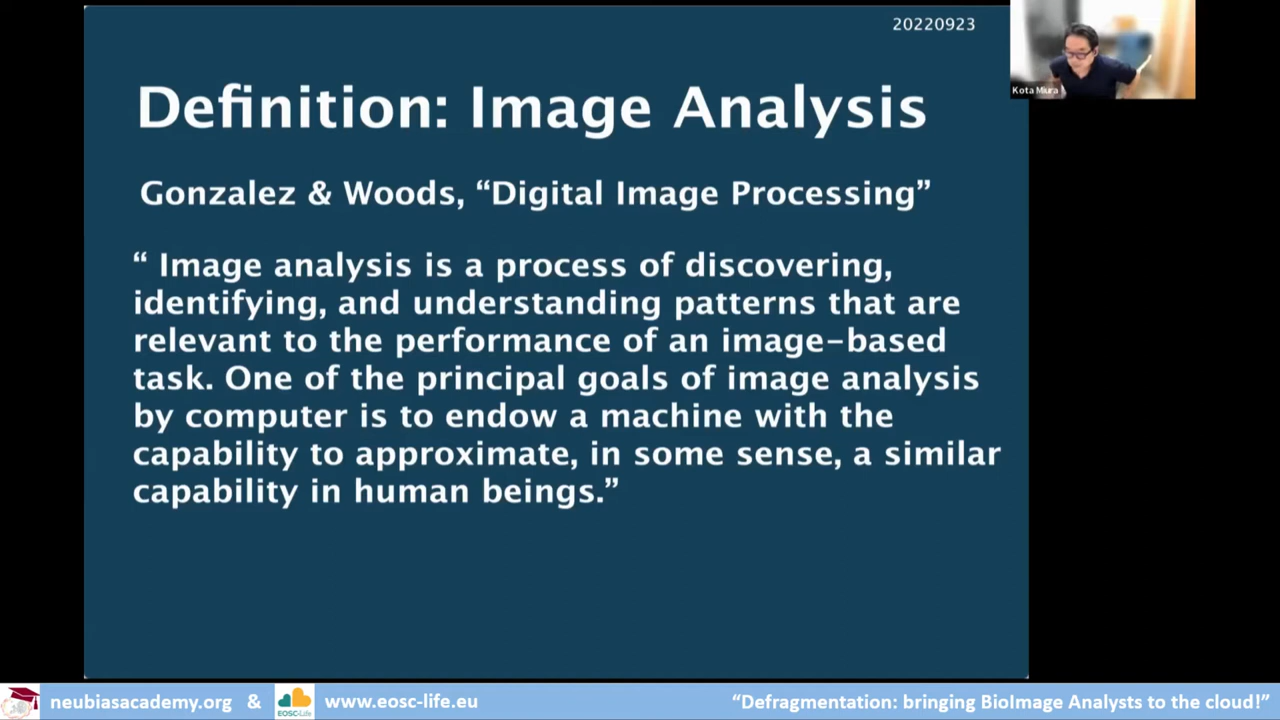 20220923
Kota Miura
Definition: Image Analysis
Gonzalez & Woods, “Digital Image Processing”
“ Image analysis is a process of discovering,
identifying, and understanding patterns that are
relevant to the performance of an image-based
task. One of the principal goals of image analysis
by computer is to endow a machine with the
capability to approximate, in some sense, a similar
capability in human beings.”
neubiasacademy.org & EOSC-Life www.eosc-life.eu “Defragmentation: bringing BioImage Analysts to the cloud!”